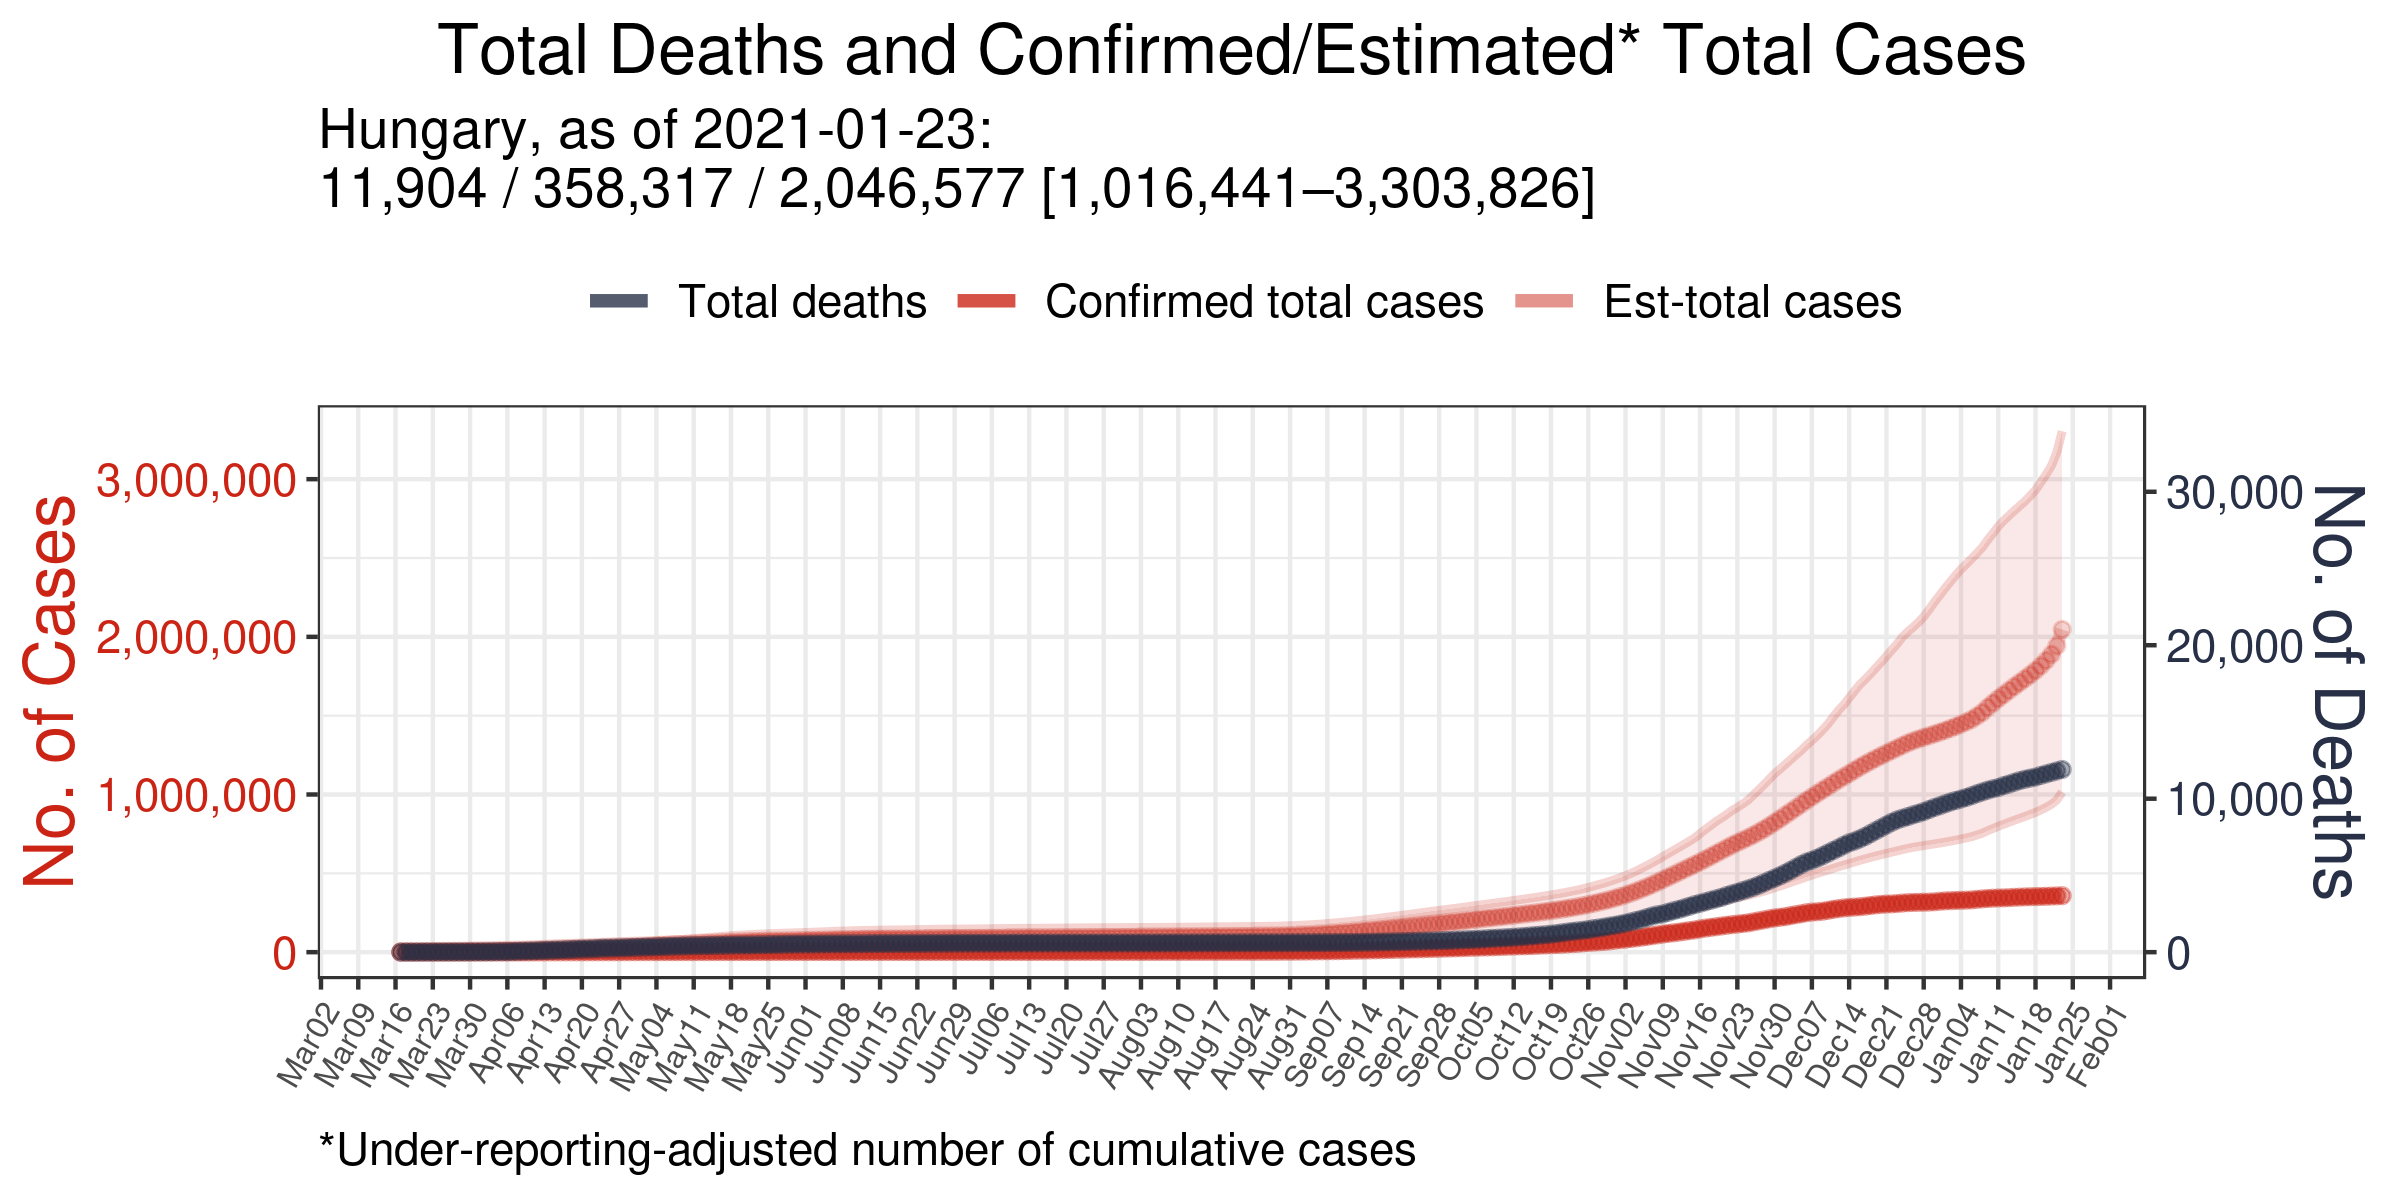 Total Deaths and Confirmed/Estimated* Total Cases
Hungary, as of 2021-01-23:
11,904 / 358,317 / 2,046,577 [1,016,441–3,303,826]
Total deaths
Confirmed total cases
Est-total cases
No. of Cases
3,000,000
2,000,000
1,000,000
0
30,000
20,000
10,000
0
No. of Deaths
Mar02
Mar09
Mar16
Mar23
Mar30
Apr06
Apr13
Apr20
Apr27
May04
May11
May18
May25
Jun01
Jun08
Jun15
Jun22
Jun29
Jul06
Jul13
Jul20
Jul27
Aug03
Aug10
Aug17
Aug24
Aug31
Sep07
Sep14
Sep21
Sep28
Oct05
Oct12
Oct19
Oct26
Nov02
Nov09
Nov16
Nov23
Nov30
Dec07
Dec14
Dec21
Dec28
Jan04
Jan11
Jan18
Jan25
Feb01
*Under-reporting-adjusted number of cumulative cases